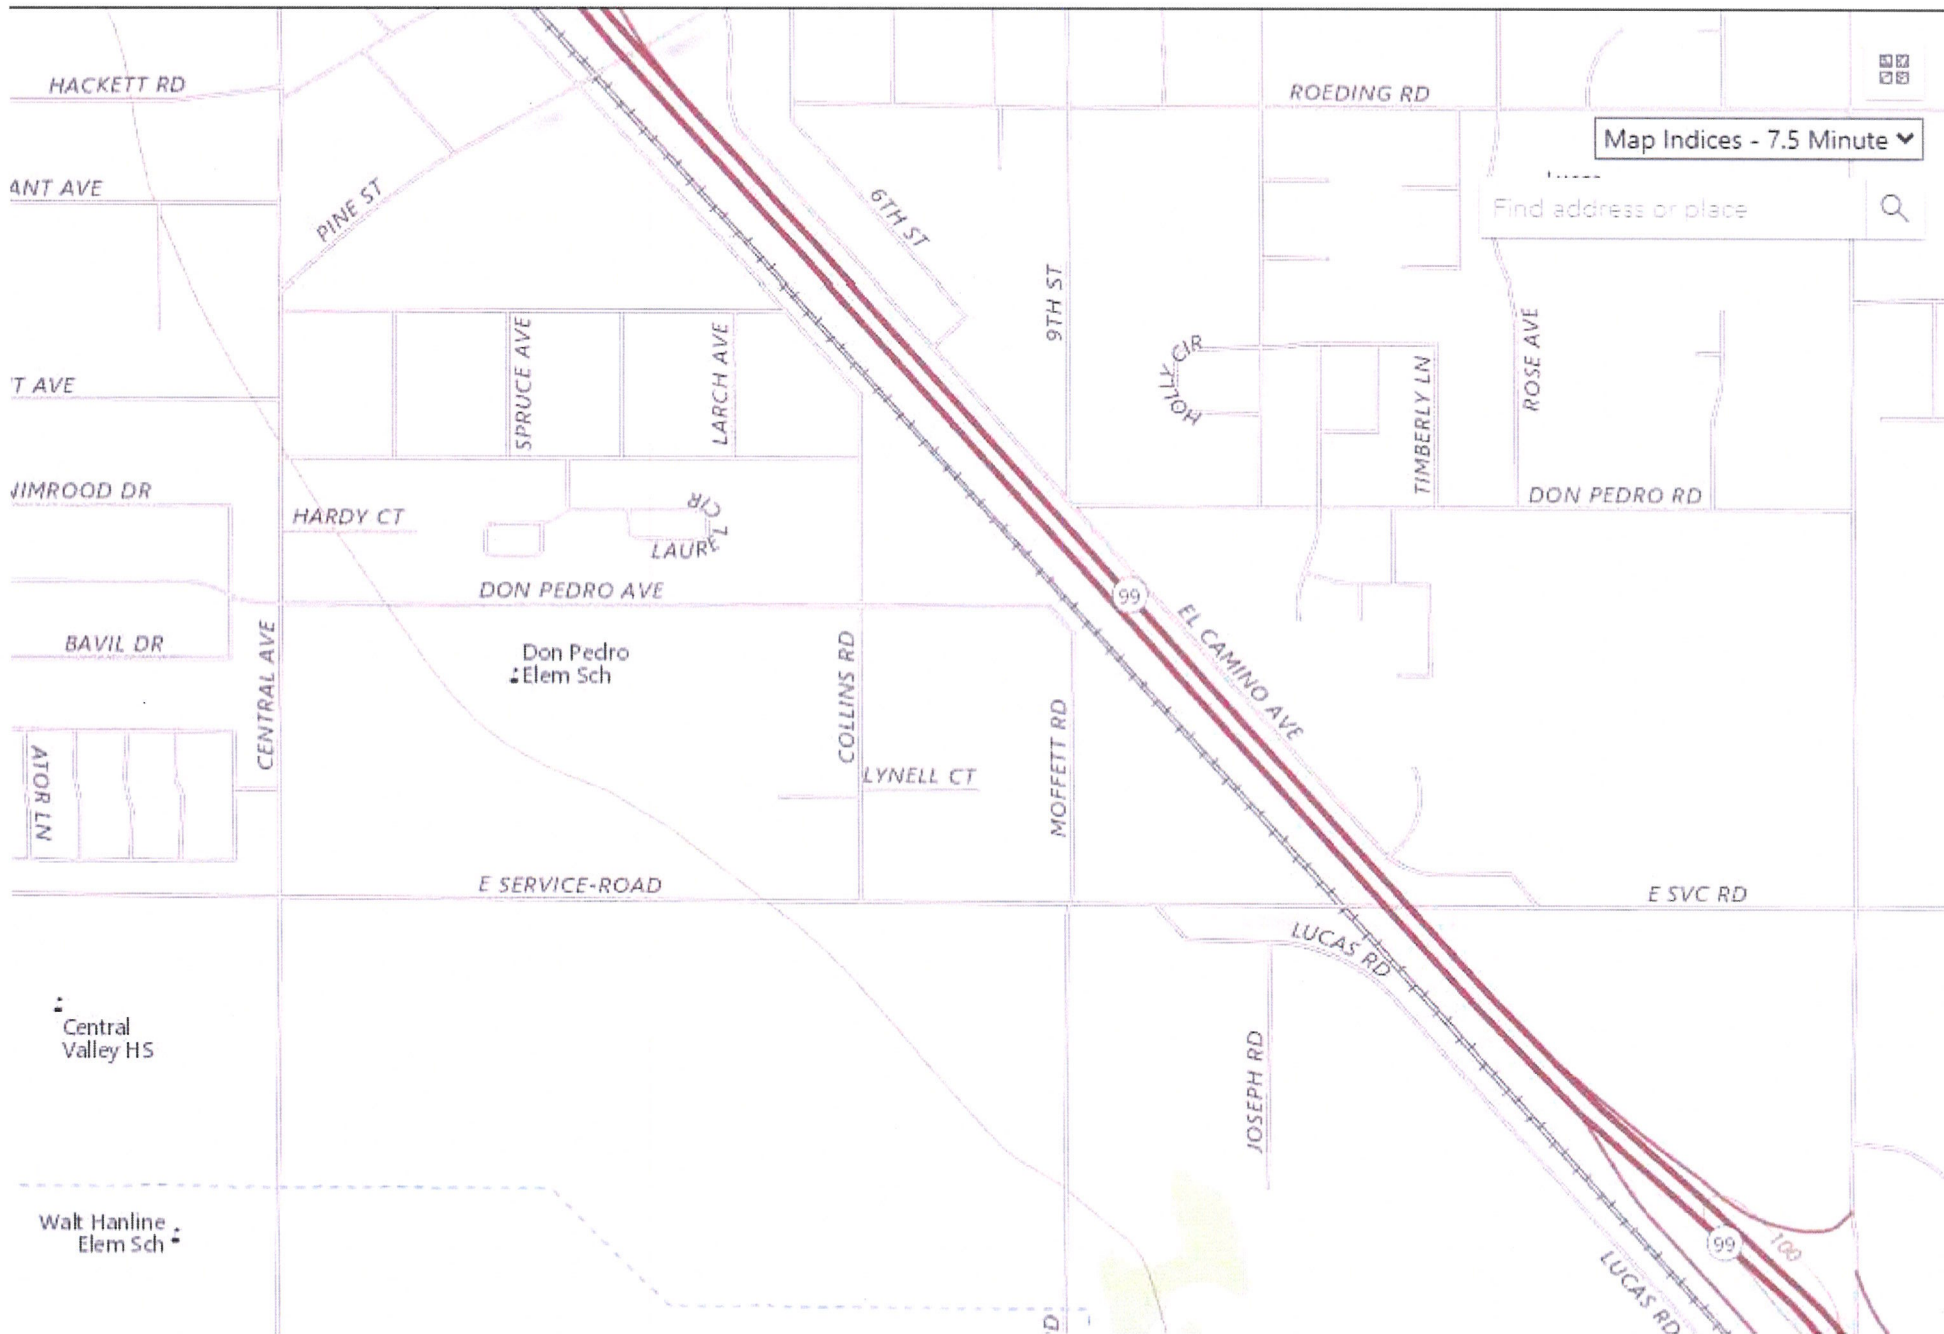 HACKETT RD
ROEDING RD
Map Indices - 7.5 Minute
ANT AVE
PINE ST
6TH ST
Find address or place
9TH ST
SPRUCE AVE
LARCH AVE
HOLLY CIR
TIMBERLY LN
ROSE AVE
T AVE
NIMROOD DR
HARDY CT
LAUREL CIR
DON PEDRO RD
DON PEDRO AVE
99
EL CAMINO AVE
BAVIL DR
CENTRAL AVE
Don Pedro
Elem Sch
COLLINS RD
MOFFETT RD
ATOR LN
LYNELL CT
E SERVICE-ROAD
E SVC RD
LUCAS RD
Central
Valley HS
JOSEPH RD
Walt Hanline
Elem Sch
99
100
LUCAS RD
RD